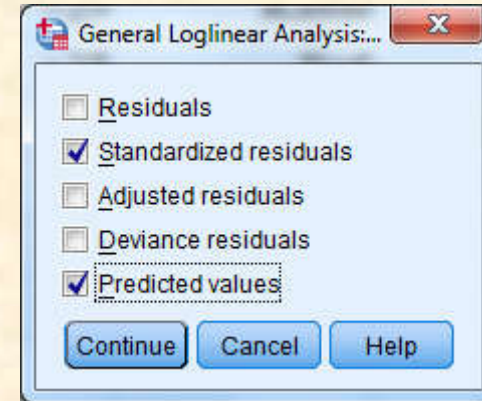 General Loglinear Analysis:...
Residuals
Standardized residuals
Adjusted residuals
Deviance residuals
Predicted values
Continue Cancel Help